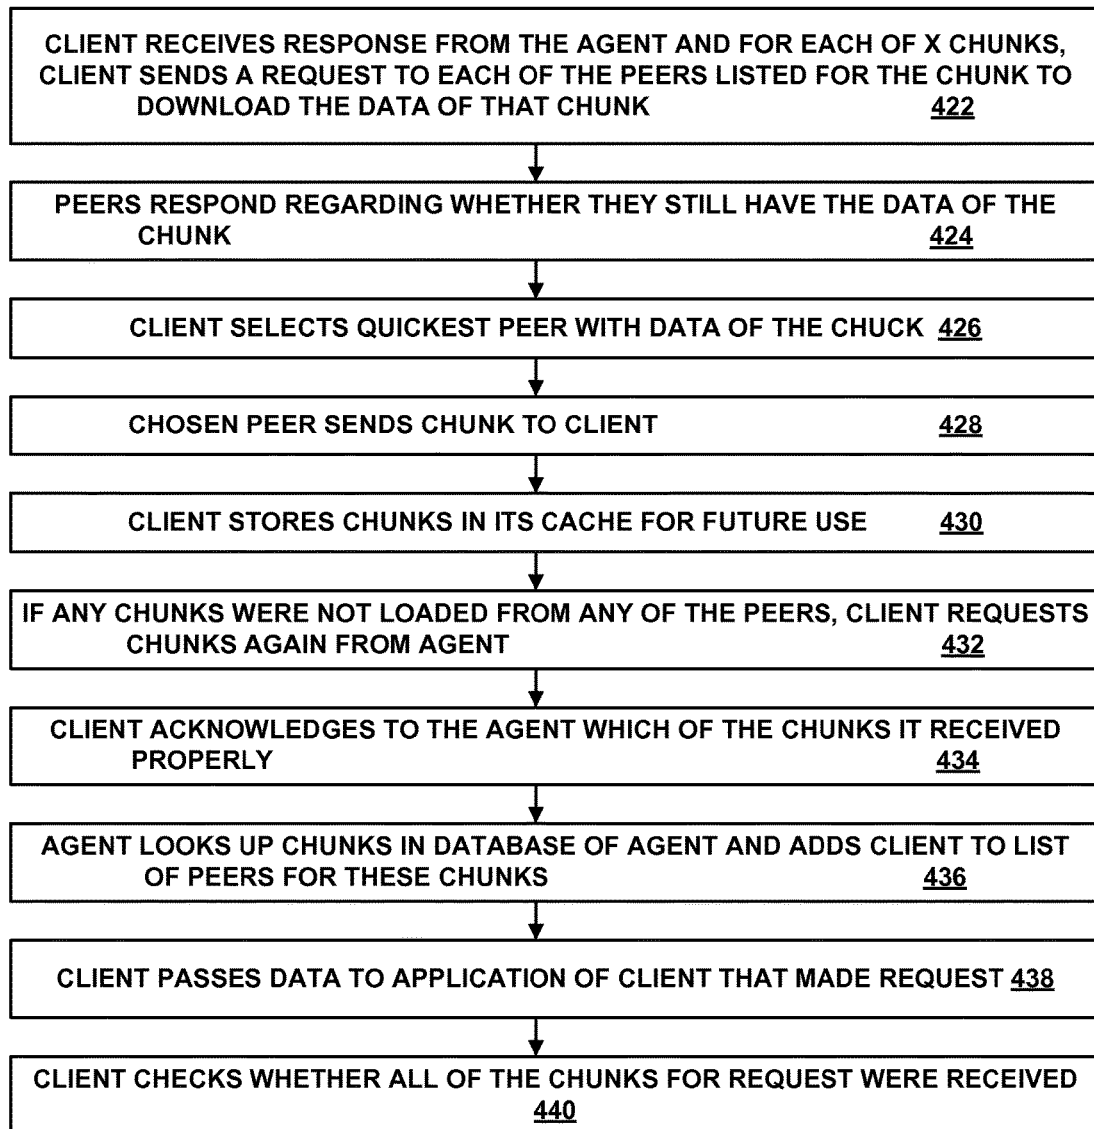 CLIENT RECEIVES RESPONSE FROM THE AGENT AND FOR EACH OF X CHUNKS,
CLIENT SENDS A REQUEST TO EACH OF THE PEERS LISTED FOR THE CHUNK TO
DOWNLOAD THE DATA OF THAT CHUNK 422
PEERS RESPOND REGARDING WHETHER THEY STILL HAVE THE DATA OF THE
CHUNK 424
CLIENT SELECTS QUICKEST PEER WITH DATA OF THE CHUCK 426
CHOSEN PEER SENDS CHUNK TO CLIENT 428
CLIENT STORES CHUNKS IN ITS CACHE FOR FUTURE USE 430
IF ANY CHUNKS WERE NOT LOADED FROM ANY OF THE PEERS, CLIENT REQUESTS
CHUNKS AGAIN FROM AGENT 432
CLIENT ACKNOWLEDGES TO THE AGENT WHICH OF THE CHUNKS IT RECEIVED
PROPERLY 434
AGENT LOOKS UP CHUNKS IN DATABASE OF AGENT AND ADDS CLIENT TO LIST
OF PEERS FOR THESE CHUNKS 436
CLIENT PASSES DATA TO APPLICATION OF CLIENT THAT MADE REQUEST 438
CLIENT CHECKS WHETHER ALL OF THE CHUNKS FOR REQUEST WERE RECEIVED
440